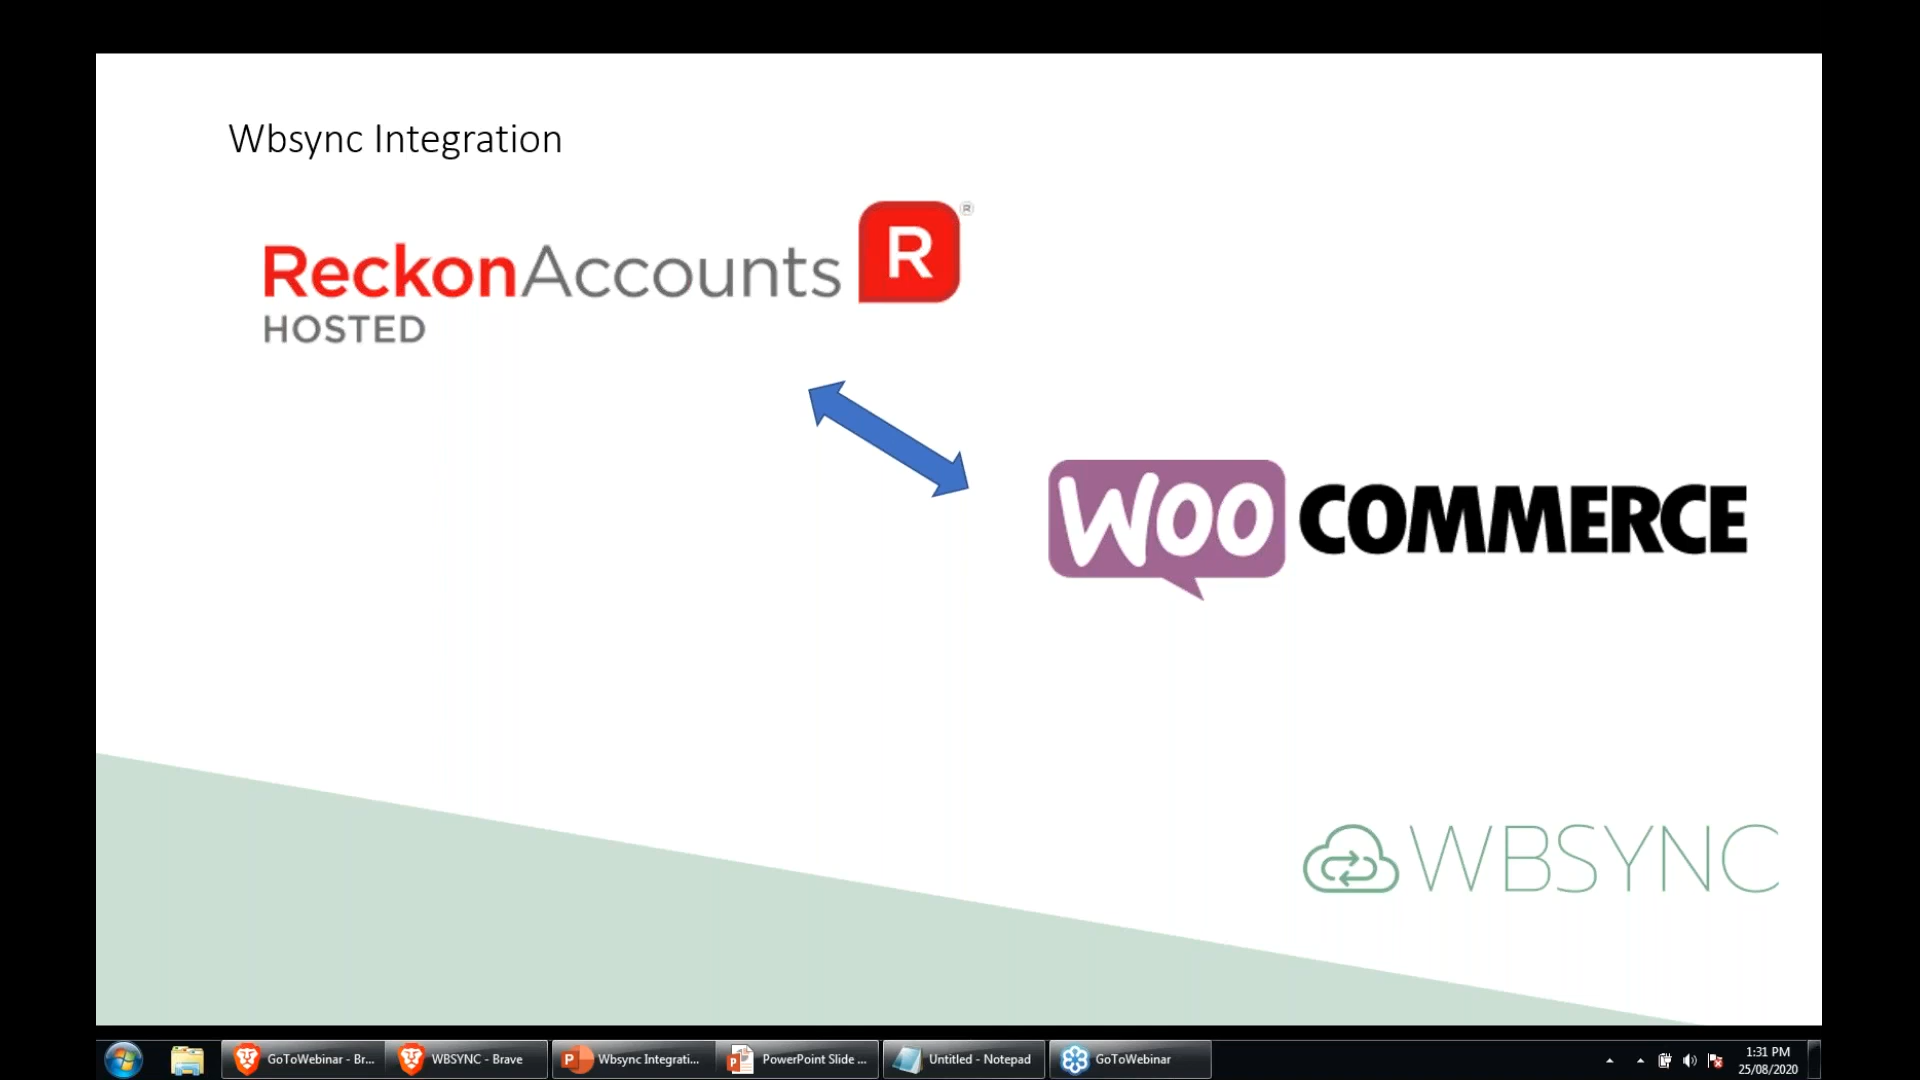 Wbsync Integration
ReckonAccounts R ®
HOSTED
WOO COMMERCE
WBSYNC
GoToWebinar - Br...
WBSYNC - Brave
Wbsync Integrati...
PowerPoint Slide ...
Untitled - Notepad
GoToWebinar
1:31 PM
25/08/2020